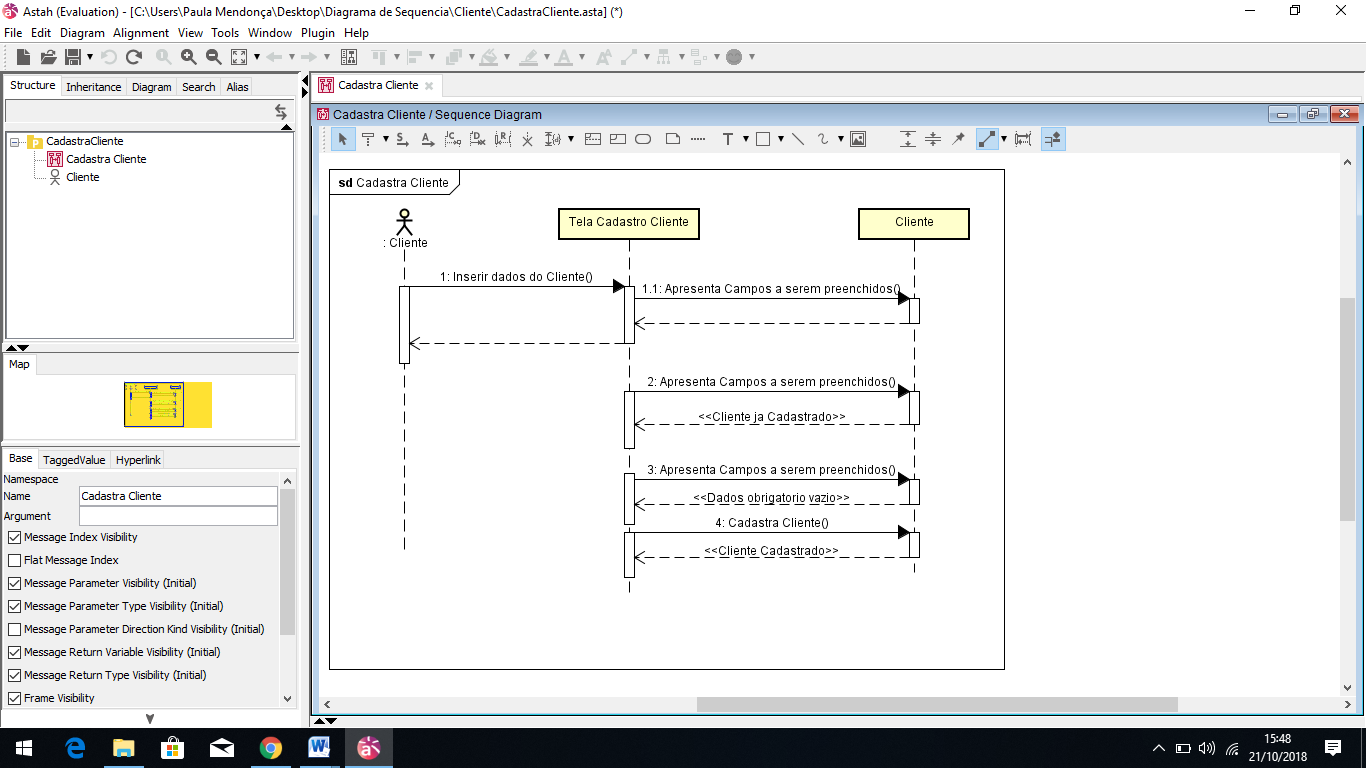 Astah (Evaluation) - [C:\Users\Paula Mendonça\Desktop\Diagrama de Sequencia\Cliente\CadastraCliente.asta] (*)
File Edit Diagram Alignment View Tools Window Plugin Help
Structure Inheritance Diagram Search Alias
CadastraCliente
Cadastra Cliente
Cliente
Map
Base TaggedValue Hyperlink
Namespace
Name Cadastra Cliente
Argument
Message Index Visibility
Flat Message Index
Message Parameter Visibility (Initial)
Message Parameter Type Visibility (Initial)
Message Parameter Direction Kind Visibility (Initial)
Message Return Variable Visibility (Initial)
Message Return Type Visibility (Initial)
Frame Visibility
Cadastra Cliente
Cadastra Cliente / Sequence Diagram
sd Cadastra Cliente
: Cliente
Tela Cadastro Cliente
Cliente
1: Inserir dados do Cliente()
1.1: Apresenta Campos a serem preenchidos()
2: Apresenta Campos a serem preenchidos()
<<Cliente ja Cadastrado>>
3: Apresenta Campos a serem preenchidos()
<<Dados obrigatorio vazio>>
4: Cadastra Cliente()
<<Cliente Cadastrado>>
15:48
21/10/2018